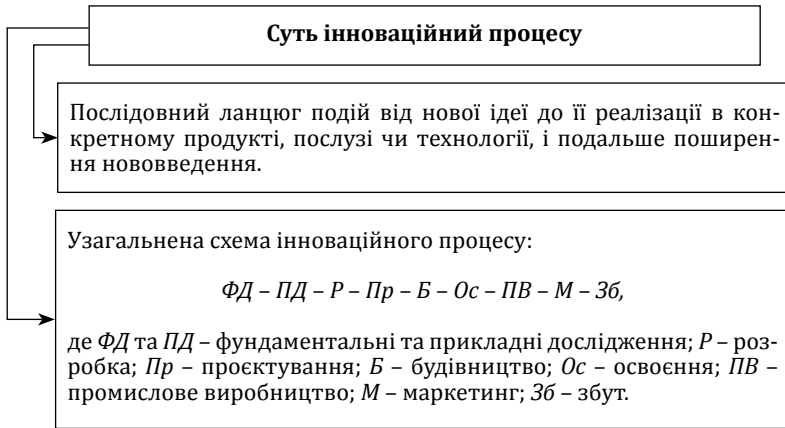 Суть інноваційний процесу
Послідовний ланцюг подій від нової ідеї до її реалізації в кон-
кретному продукті, послузі чи технології, і подальше поширен-
ня нововведення.
Узагальнена схема інноваційного процесу:
ФД – ПД – Р – Пр – Б – Ос – ПВ – М – Зб,
де ФД та ПД – фундаментальні та прикладні дослідження; Р – роз-
робка; Пр – проєктування; Б – будівництво; Ос – освоєння; ПВ –
промислове виробництво; М – маркетинг; Зб – збут.